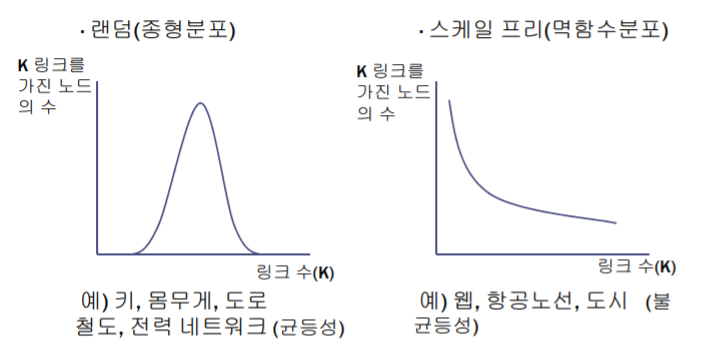 · 랜덤(종형분포)
K 링크를
가진 노드
의 수
링크 수(K)
예) 키, 몸무게, 도로
철도, 전력 네트워크 (균등성)
· 스케일 프리(멱함수분포)
K 링크를
가진 노드
의 수
링크 수(K)
예) 웹, 항공노선, 도시 (불
균등성)